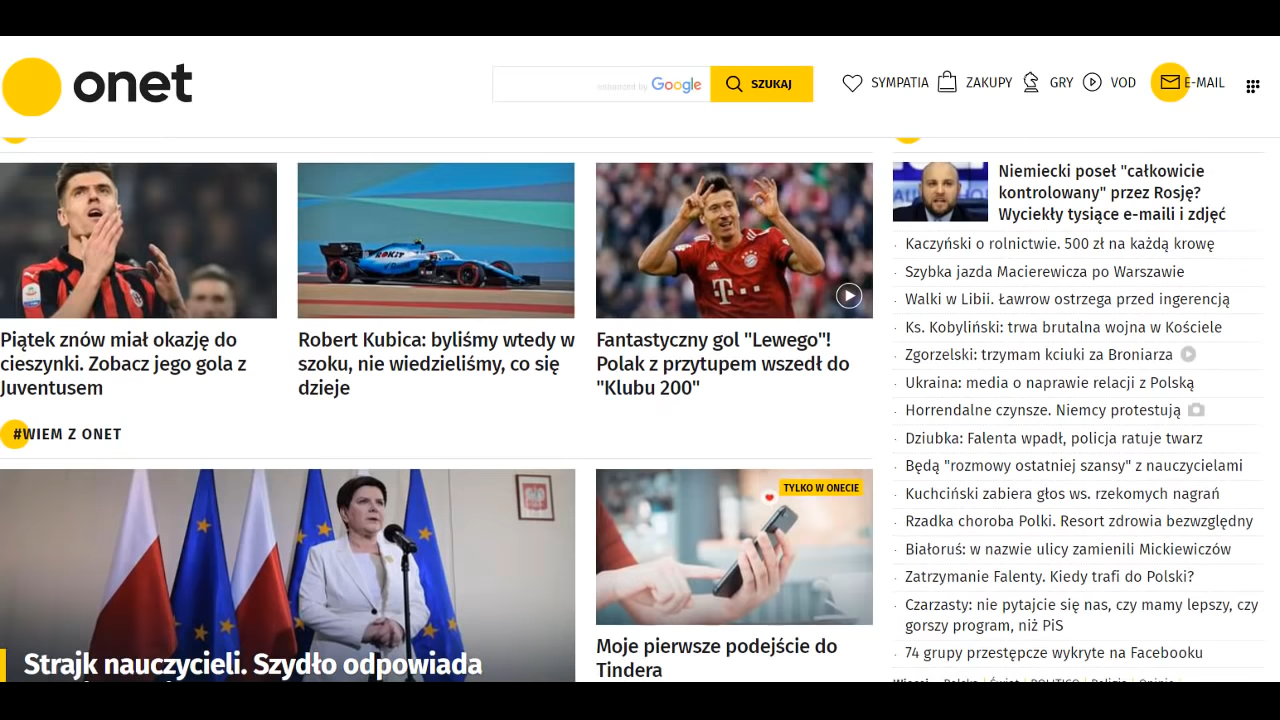 onet
Google
SZUKAJ
SYMPATIA
ZAKUPY
GRY
VOD
E-MAIL
Piątek znów miał okazję do
cieszynki. Zobacz jego gola z
Juventusem
ROKiT
Robert Kubica: byliśmy wtedy w
szoku, nie wiedzieliśmy, co się
dzieje
Fantastyczny gol "Lewego"!
Polak z przytupem wszedł do
"Klubu 200"
#WIEM Z ONET
Strajk nauczycieli. Szydło odpowiada
TYLKO W ONECIE
Moje pierwsze podejście do
Tindera
Niemiecki poseł "całkowicie
kontrolowany" przez Rosję?
Wyciekły tysiące e-maili i zdjęć
· Kaczyński o rolnictwie. 500 zł na każdą krowę
· Szybka jazda Macierewicza po Warszawie
· Walki w Libii. Ławrow ostrzega przed ingerencją
· Ks. Kobyliński: trwa brutalna wojna w Kościele
· Zgorzelski: trzymam kciuki za Broniarza
· Ukraina: media o naprawie relacji z Polską
· Horrendalne czynsze. Niemcy protestują
· Dziubka: Falenta wpadł, policja ratuje twarz
· Będą "rozmowy ostatniej szansy" z nauczycielami
· Kuchciński zabiera głos ws. rzekomych nagrań
· Rzadka choroba Polki. Resort zdrowia bezwzględny
· Białoruś: w nazwie ulicy zamienili Mickiewiczów
· Zatrzymanie Falenty. Kiedy trafi do Polski?
· Czarzasty: nie pytajcie się nas, czy mamy lepszy, czy
gorszy program, niż PiS
· 74 grupy przestępcze wykryte na Facebooku